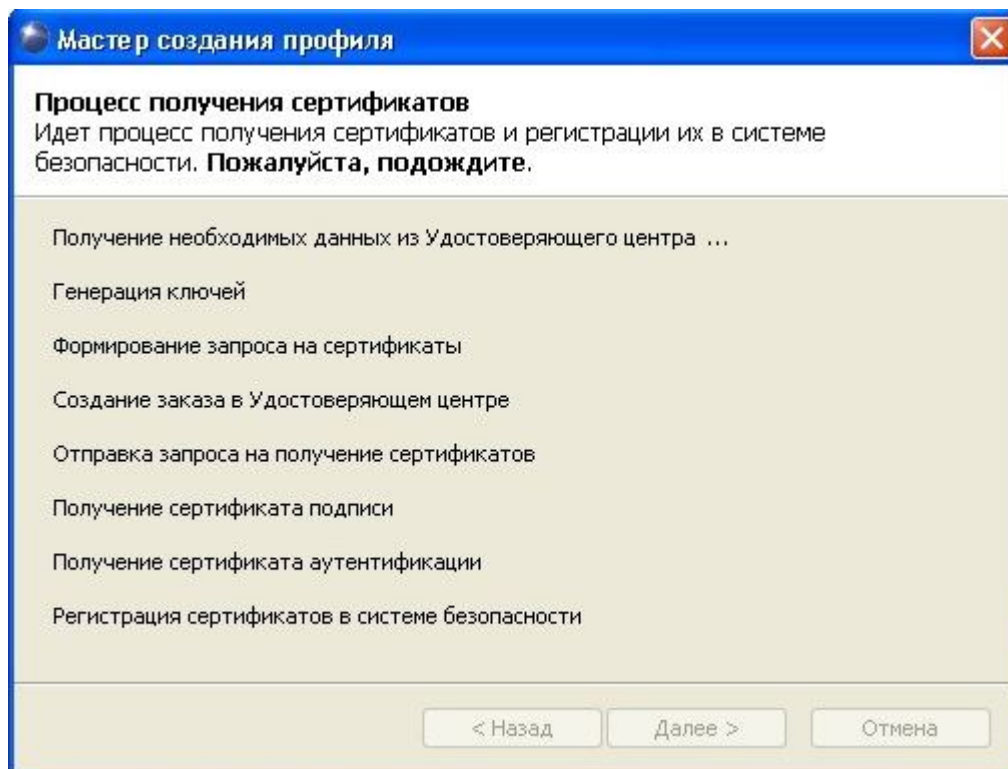 Мастер создания профиля
Процесс получения сертификатов
Идет процесс получения сертификатов и регистрации их в системе
безопасности. Пожалуйста, подождите.
Получение необходимых данных из Удостоверяющего центра ...
Генерация ключей
Формирование запроса на сертификаты
Создание заказа в Удостоверяющем центре
Отправка запроса на получение сертификатов
Получение сертификата подписи
Получение сертификата аутентификации
Регистрация сертификатов в системе безопасности
< Назад Далее > Отмена